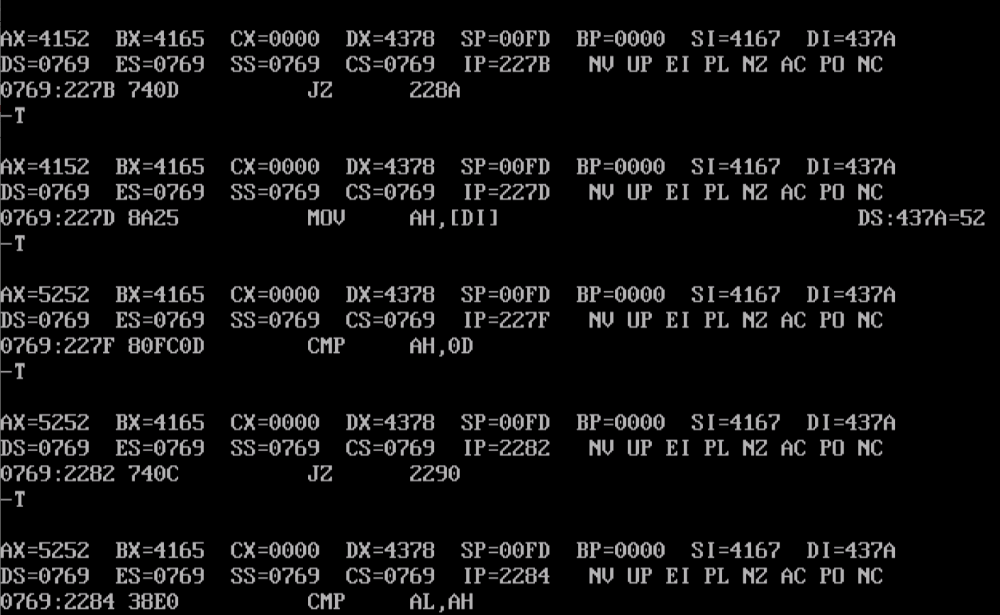 AX=4152  BX=4165  CX=0000  DX=4378  SP=00FD  BP=0000  SI=4167  DI=437A
DS=0769  ES=0769  SS=0769  CS=0769  IP=227B   NV UP EI PL NZ AC PO NC
0769:227B 740D          JZ      228A
-T
AX=4152  BX=4165  CX=0000  DX=4378  SP=00FD  BP=0000  SI=4167  DI=437A
DS=0769  ES=0769  SS=0769  CS=0769  IP=227D   NV UP EI PL NZ AC PO NC
0769:227D 8A25          MOV     AH,[DI]                            DS:437A=52
-T
AX=5252  BX=4165  CX=0000  DX=4378  SP=00FD  BP=0000  SI=4167  DI=437A
DS=0769  ES=0769  SS=0769  CS=0769  IP=227F   NV UP EI PL NZ AC PO NC
0769:227F 80FC0D        CMP     AH,0D
-T
AX=5252  BX=4165  CX=0000  DX=4378  SP=00FD  BP=0000  SI=4167  DI=437A
DS=0769  ES=0769  SS=0769  CS=0769  IP=2282   NV UP EI PL NZ AC PO NC
0769:2282 740C          JZ      2290
-T
AX=5252  BX=4165  CX=0000  DX=4378  SP=00FD  BP=0000  SI=4167  DI=437A
DS=0769  ES=0769  SS=0769  CS=0769  IP=2284   NV UP EI PL NZ AC PO NC
0769:2284 38E0          CMP     AL,AH